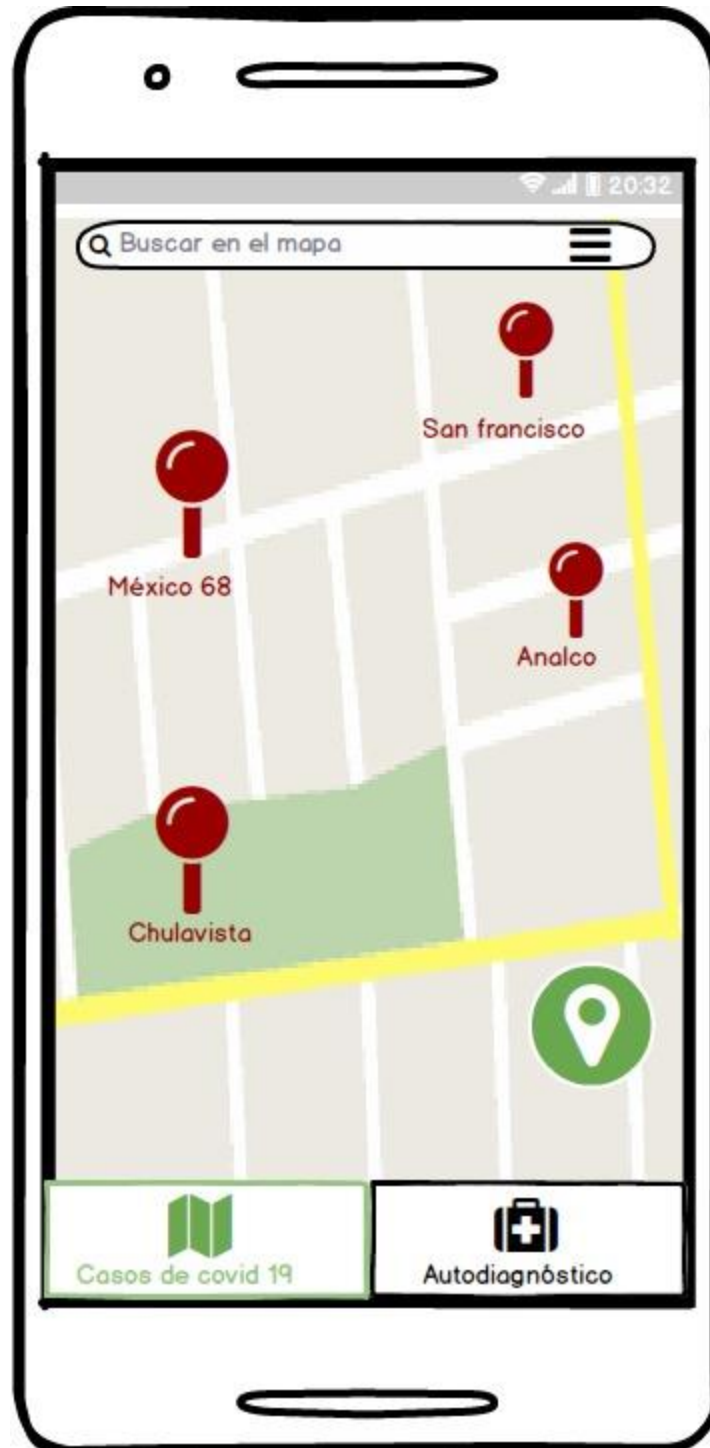 20:32
Buscar en el mapa
San francisco
México 68
Analco
Chulavista
Casos de covid 19
Autodiagnóstico